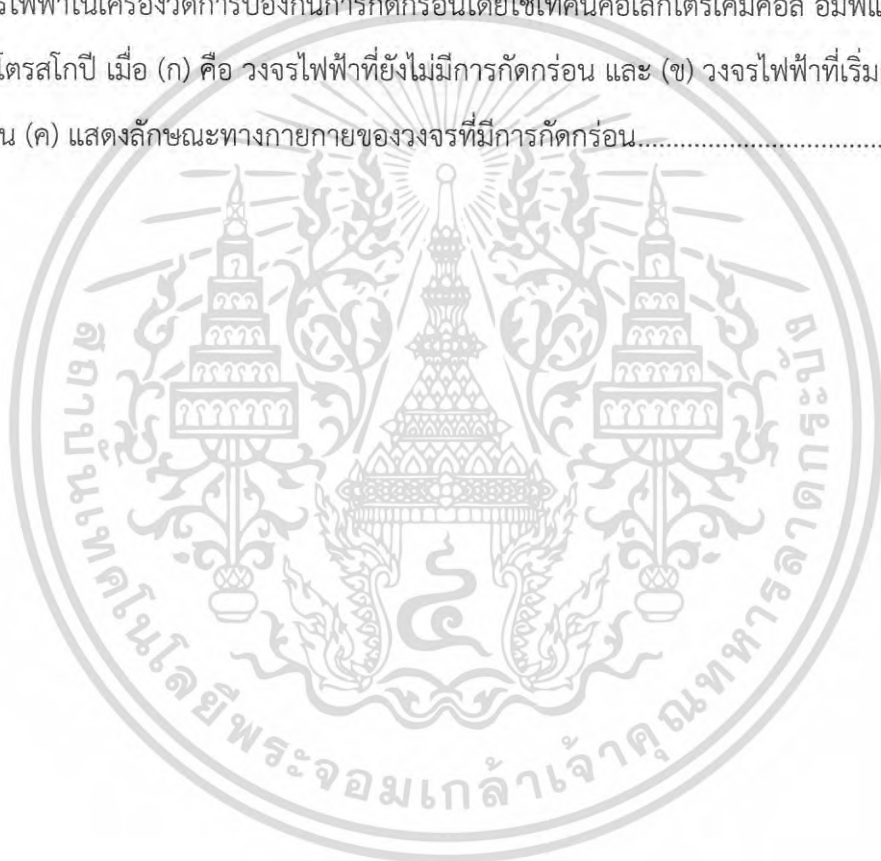 รไฟฟ้าในเครื่องวัดการป้องกันการกัดกร่อนโดยใช้เทคนิคอิเล็กโตรเคมิคอล อิมพิแ
โตรสโกปี เมื่อ (ก) คือ วงจรไฟฟ้าที่ยังไม่มีการกัดกร่อน และ (ข) วงจรไฟฟ้าที่เริ่ม
น (ค) แสดงลักษณะทางกายกายของวงจรที่มีการกัดกร่อน....................................
สถาบันเทคโนโลยีพระจอมเกล้าเจ้าคุณทหารลาดกระบัง